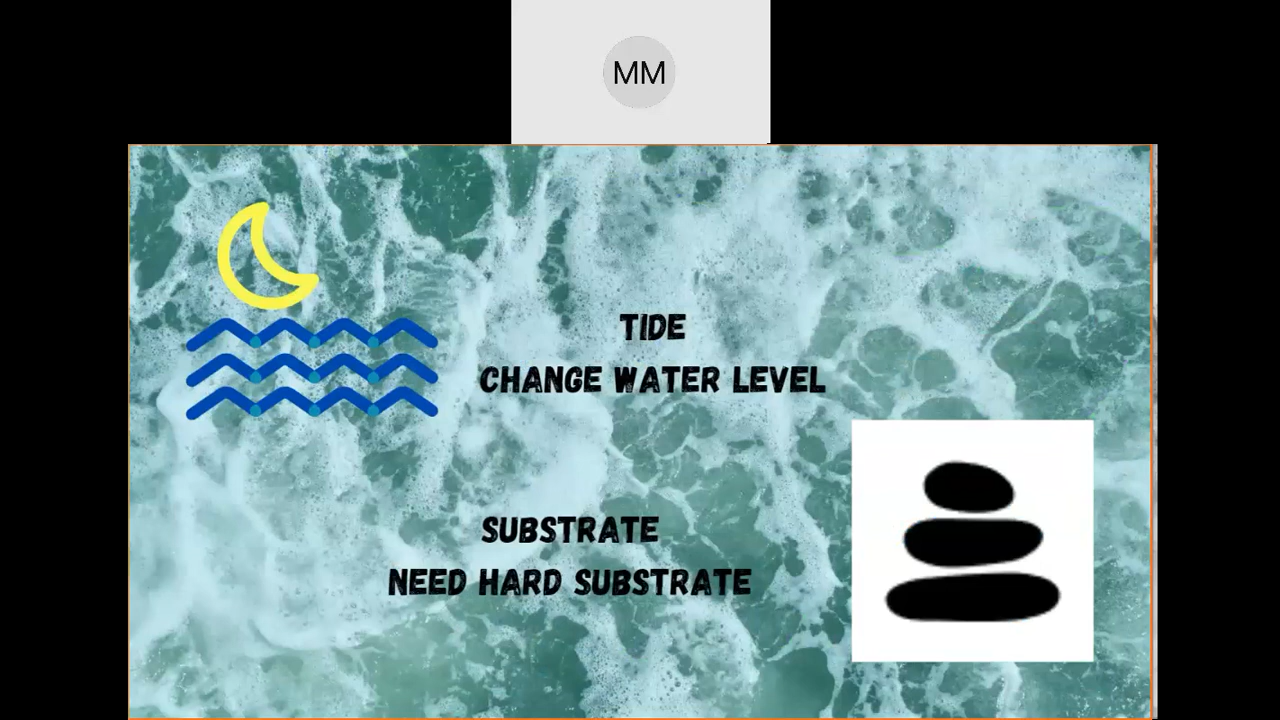 MM
TIDE
CHANGE WATER LEVEL
SUBSTRATE
NEED HARD SUBSTRATE